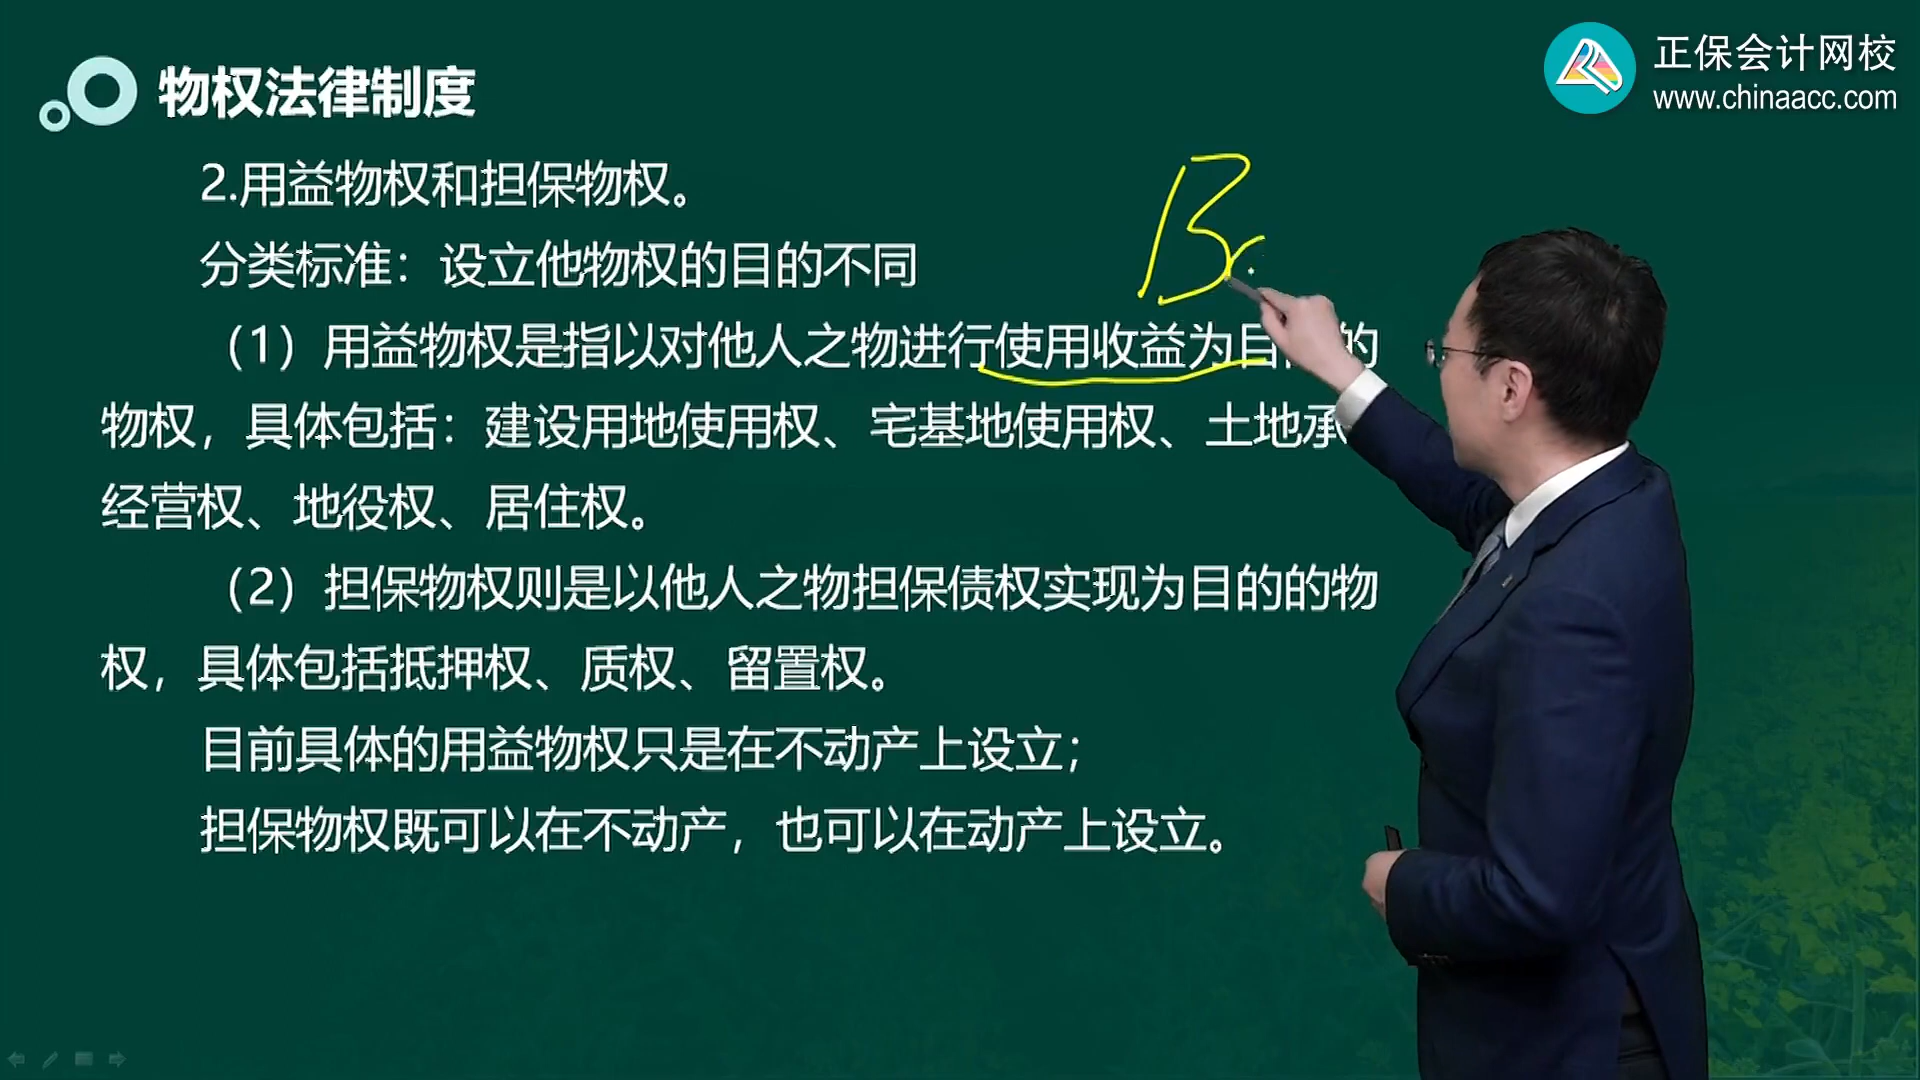 物权法律制度
正保会计网校
www.chinaacc.com
2.用益物权和担保物权。
分类标准：设立他物权的目的不同
（1）用益物权是指以对他人之物进行使用收益为目的
物权，具体包括：建设用地使用权、宅基地使用权、土地承
经营权、地役权、居住权。
（2）担保物权则是以他人之物担保债权实现为目的的物
权，具体包括抵押权、质权、留置权。
目前具体的用益物权只是在不动产上设立；
担保物权既可以在不动产，也可以在动产上设立。